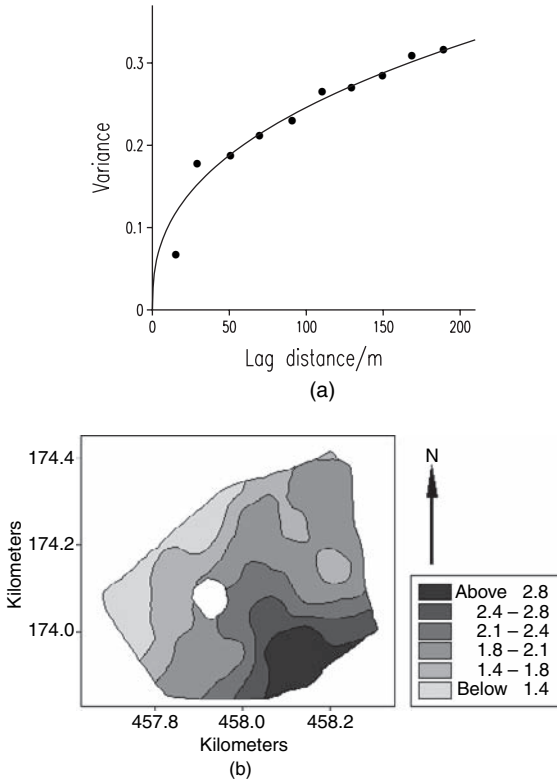 0.3
0.2
0.1
0
Variance
0 50 100 150 200
Lag distance/m
(a)
174.4
174.2
174.0
Kilometers
N
Above 2.8
2.4 – 2.8
2.1 – 2.4
1.8 – 2.1
1.4 – 1.8
Below 1.4
457.8 458.0 458.2
Kilometers
(b)